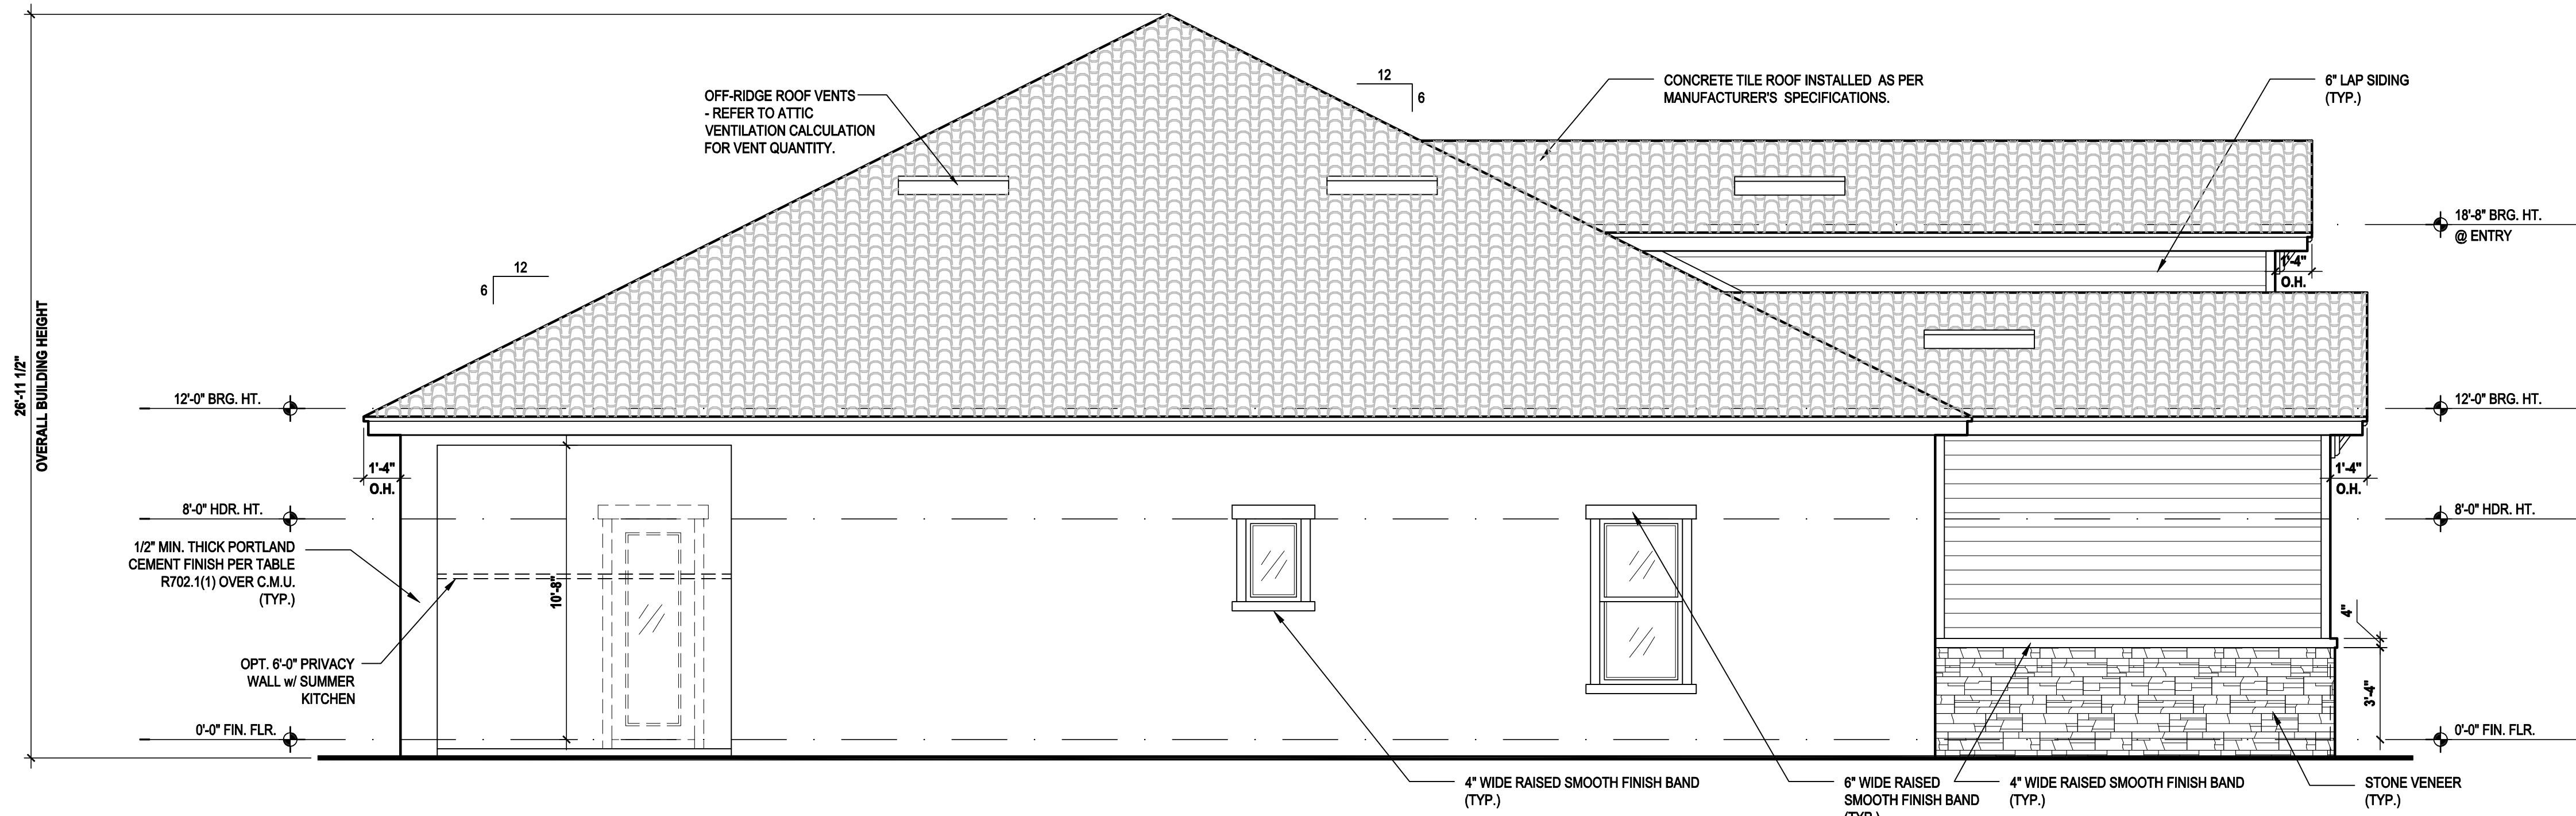 OFF-RIDGE ROOF VENTS
- REFER TO ATTIC
VENTILATION CALCULATION
FOR VENT QUANTITY.
12
6
CONCRETE TILE ROOF INSTALLED AS PER
MANUFACTURER'S SPECIFICATIONS.
6" LAP SIDING
(TYP.)
18'-8" BRG. HT.
@ ENTRY
1'-4"
O.H.
12
6
26'-11 1/2"
OVERALL BUILDING HEIGHT
12'-0" BRG. HT.
12'-0" BRG. HT.
1'-4"
O.H.
1'-4"
O.H.
8'-0" HDR. HT.
8'-0" HDR. HT.
1/2" MIN. THICK PORTLAND
CEMENT FINISH PER TABLE
R702.1(1) OVER C.M.U.
(TYP.)
10'-8"
4"
OPT. 6'-0" PRIVACY
WALL w/ SUMMER
KITCHEN
3'-4"
0'-0" FIN. FLR.
0'-0" FIN. FLR.
4" WIDE RAISED SMOOTH FINISH BAND
(TYP.)
6" WIDE RAISED
SMOOTH FINISH BAND
(TYP.)
4" WIDE RAISED SMOOTH FINISH BAND
(TYP.)
STONE VENEER
(TYP.)